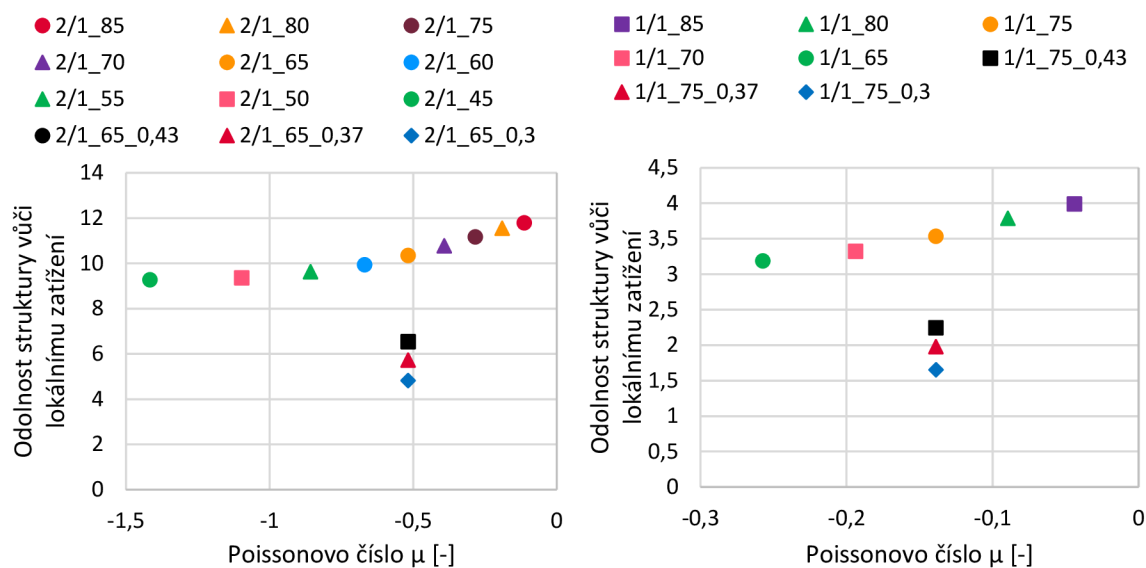 2/1_85 2/1_80 2/1_75
2/1_70 2/1_65 2/1_60
2/1_55 2/1_50 2/1_45
2/1_65_0,43 2/1_65_0,37 2/1_65_0,3
Odolnost struktury vůči
lokálnímu zatížení
14
12
10
8
6
4
2
0
-1,5 -1 -0,5 0
Poissonovo číslo μ [-]
1/1_85 1/1_80 1/1_75
1/1_70 1/1_65 1/1_75_0,43
1/1_75_0,37 1/1_75_0,3
Odolnost struktury vůči
lokálnímu zatížení
4,5
4
3,5
3
2,5
2
1,5
1
0,5
0
-0,3 -0,2 -0,1 0
Poissonovo číslo μ [-]